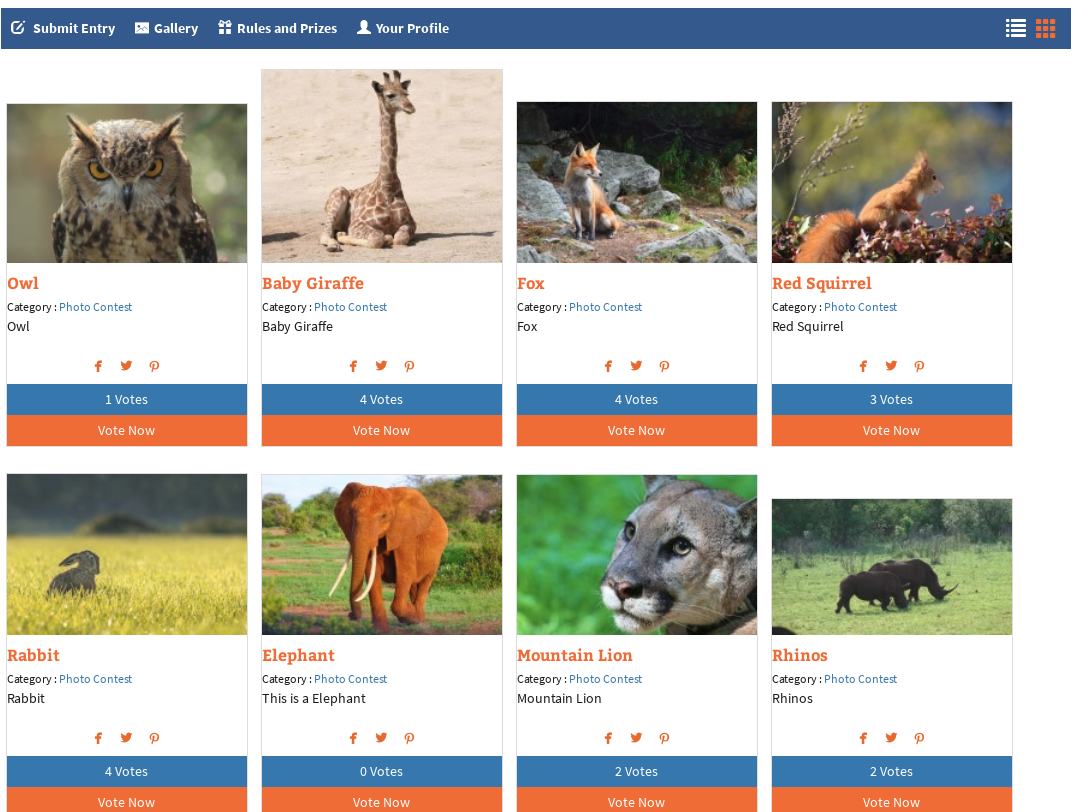 Submit Entry Gallery Rules and Prizes Your Profile
Owl
Category : Photo Contest
Owl
1 Votes
Vote Now
Baby Giraffe
Category : Photo Contest
Baby Giraffe
4 Votes
Vote Now
Fox
Category : Photo Contest
Fox
4 Votes
Vote Now
Red Squirrel
Category : Photo Contest
Red Squirrel
3 Votes
Vote Now
Rabbit
Category : Photo Contest
Rabbit
4 Votes
Vote Now
Elephant
Category : Photo Contest
This is a Elephant
0 Votes
Vote Now
Mountain Lion
Category : Photo Contest
Mountain Lion
2 Votes
Vote Now
Rhinos
Category : Photo Contest
Rhinos
2 Votes
Vote Now